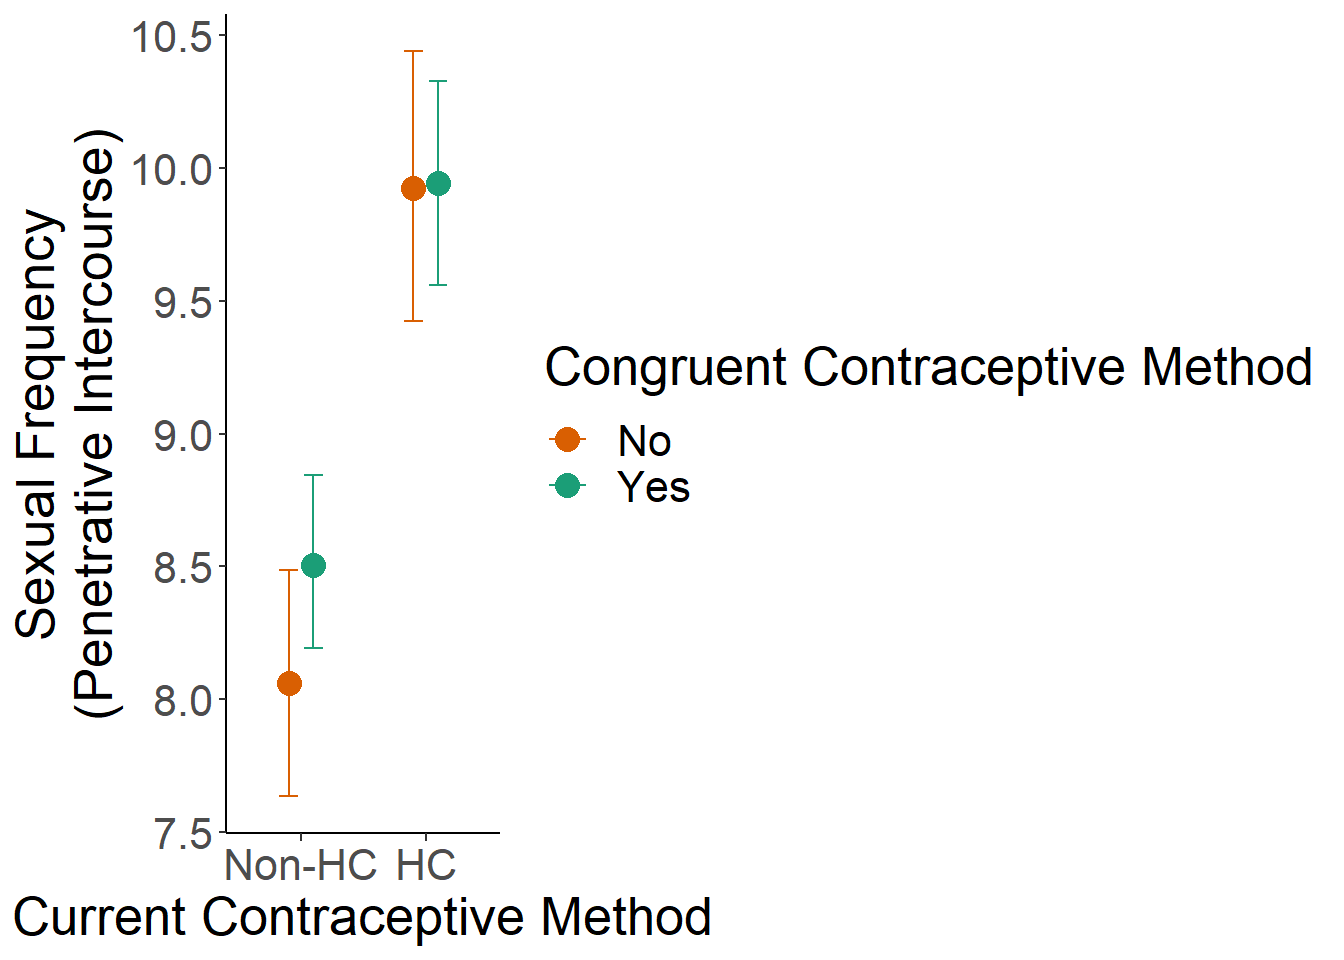 Sexual Frequency
(Penetrative Intercourse)
10.5
10.0
9.5
9.0
8.5
8.0
7.5
Non-HC HC
Current Contraceptive Method
Congruent Contraceptive Method
No
Yes